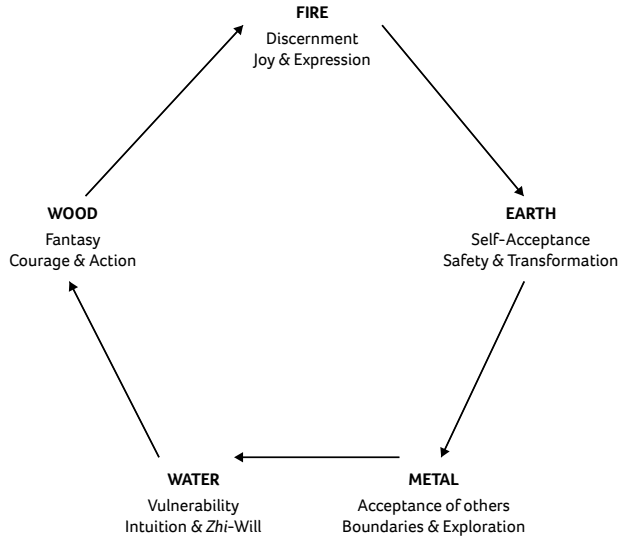 FIRE
Discernment
Joy & Expression
WOOD
Fantasy
Courage & Action
EARTH
Self-Acceptance
Safety & Transformation
WATER
Vulnerability
Intuition & Zhi-Will
METAL
Acceptance of others
Boundaries & Exploration